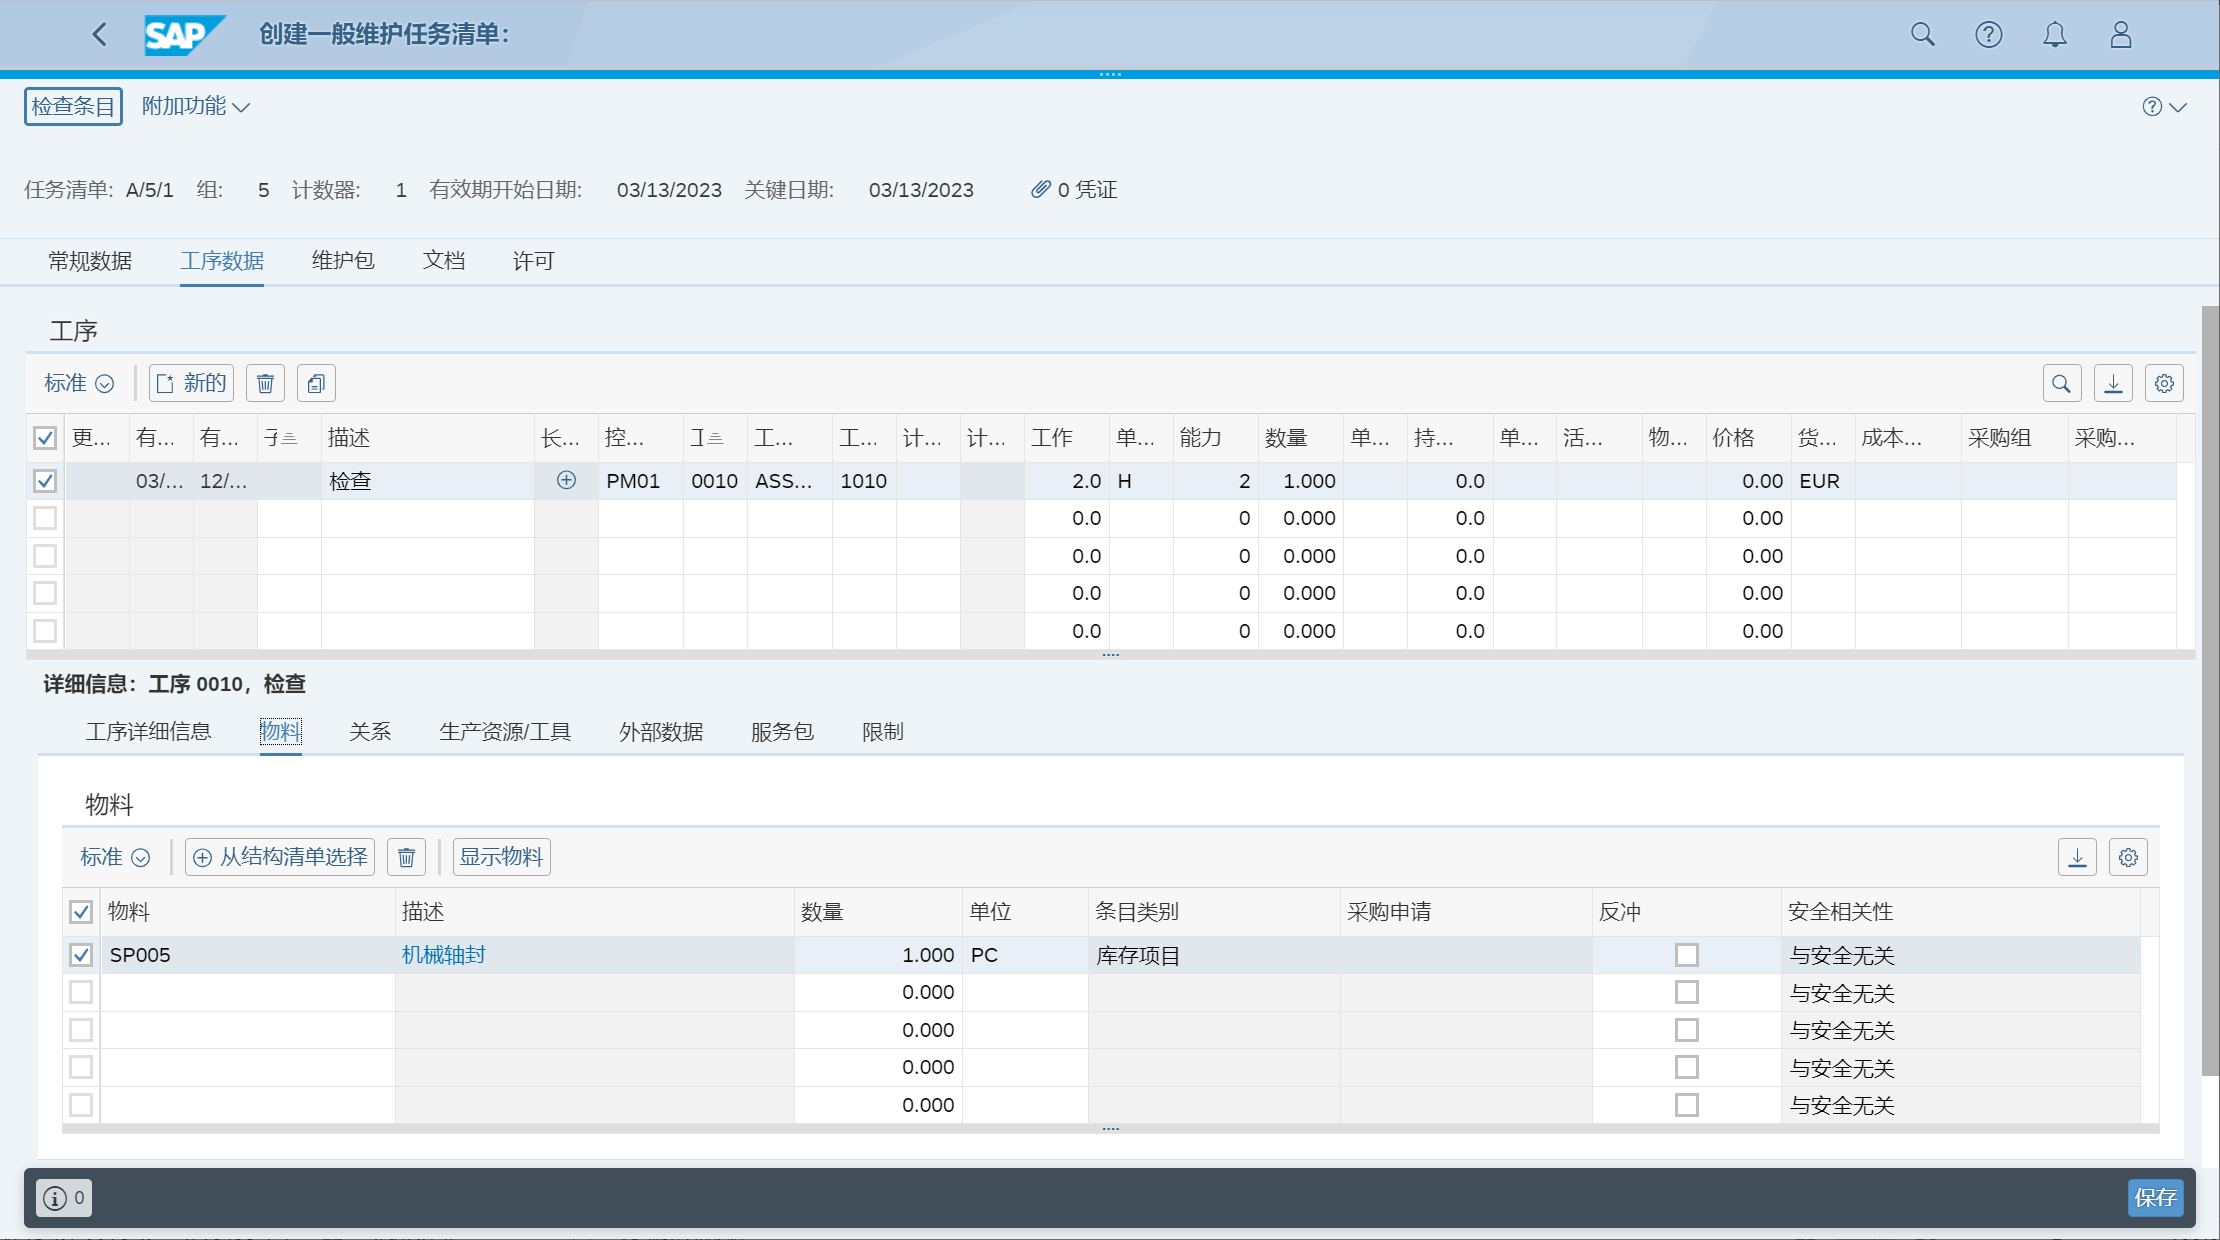 SAP 创建一般维护任务清单:
检查条目 附加功能
任务清单: A/5/1 组: 5 计数器: 1 有效期开始日期: 03/13/2023 关键日期: 03/13/2023 0 凭证
常规数据 工序数据 维护包 文档 许可
工序
标准 新的
更... 有... 有... 描述 长... 控... 工... 工... 计... 计... 工作 单... 能力 数量 单... 持... 单... 活... 物... 价格 货... 成本... 采购组 采购...
03/... 12/... 检查 PM01 0010 ASS... 1010 2.0 H 2 1.000 0.0 0.00 EUR
0.0 0 0.000 0.0 0.00
0.0 0 0.000 0.0 0.00
0.0 0 0.000 0.0 0.00
0.0 0 0.000 0.0 0.00
详细信息：工序 0010，检查
工序详细信息 物料 关系 生产资源/工具 外部数据 服务包 限制
物料
标准 从结构清单选择 显示物料
物料 描述 数量 单位 条目类别 采购申请 反冲 安全相关性
SP005 机械轴封 1.000 PC 库存项目 与安全无关
0.000 与安全无关
0.000 与安全无关
0.000 与安全无关
0.000 与安全无关
0 保存